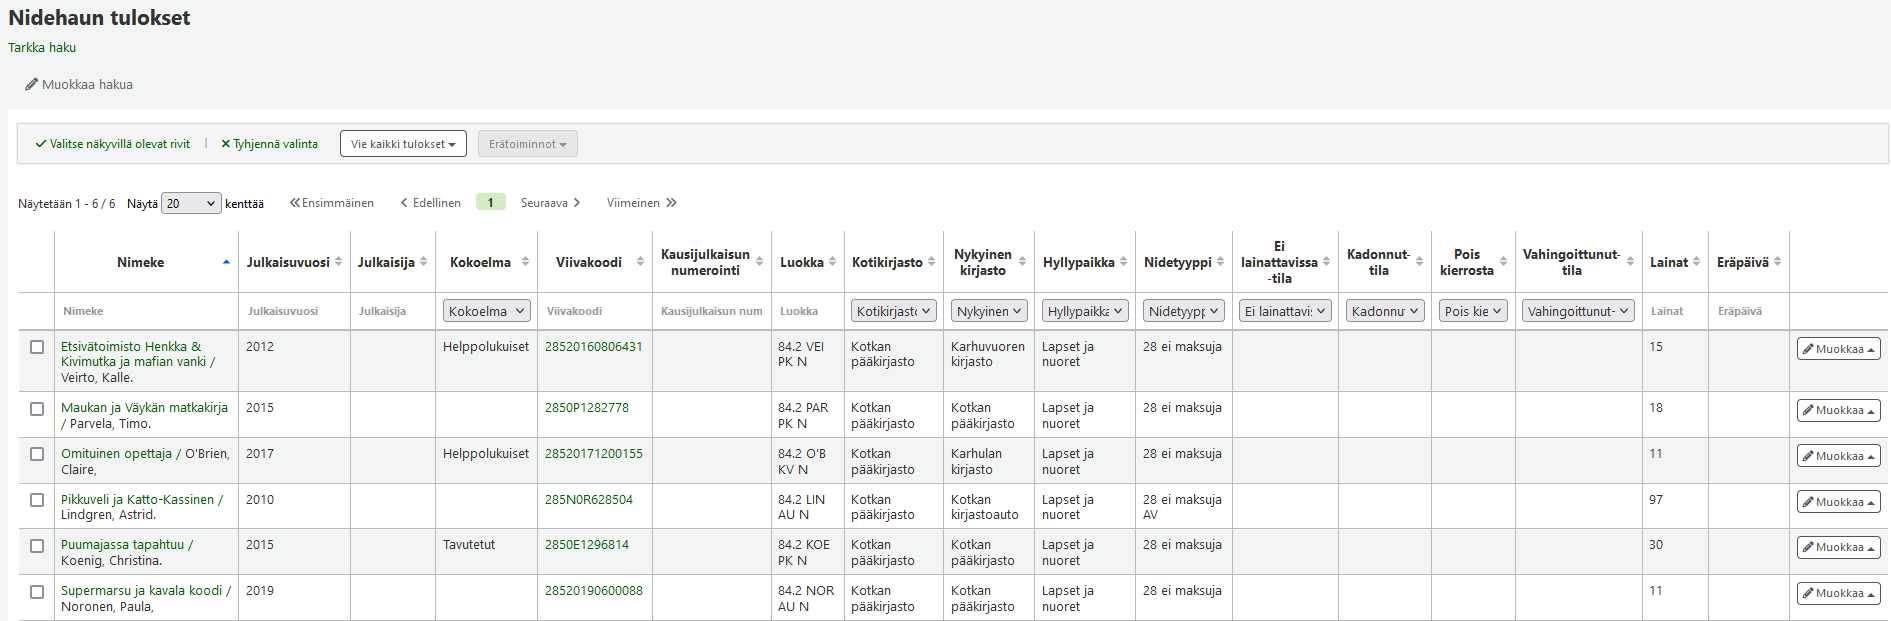 Nidehaun tulokset
Tarkka haku
Muokkaa hakua
Valitse näkyvillä olevat rivit | Tyhjennä valinta Vie kaikki tulokset Erätoiminnot
Näytetään 1 - 6 / 6 Näytä 20 kenttää Ensimmäinen Edellinen 1 Seuraava Viimeinen
Nimeke Julkaisuvuosi Julkaisija Kokoelma Viivakoodi Kausijulkaisun numerointi Luokka Kotikirjasto Nykyinen kirjasto Hyllypaikka Nidetyyppi Ei lainattavissa -tila Kadonnut-tila Pois kierrosta Vahingoittunut-tila Lainat Eräpäivä
Nimeke Julkaisuvuosi Julkaisija Kokoelma Viivakoodi Kausijulkaisun num Luokka Kotikirjasto Nykyinen Hyllypaikka Nidetyypp Ei lainattavi Kadonnu Pois kie Vahingoittunut- Lainat Eräpäivä
Etsivätoimisto Henkka & 2012 Helppolukuiset 28520160806431 84.2 VEI Kotkan Karhuvuoren Lapset ja 28 ei maksuja 15 Muokkaa
Kivimutka ja mafian vanki / PK N pääkirjasto kirjasto nuoret
Veirto, Kalle.
Maukan ja Väykän matkakirja 2015 2850P1282778 84.2 PAR Kotkan Kotkan Lapset ja 28 ei maksuja 18 Muokkaa
/ Parvela, Timo. PK N pääkirjasto pääkirjasto nuoret
Omituinen opettaja / O'Brien, 2017 Helppolukuiset 28520171200155 84.2 O'B Kotkan Karhulan Lapset ja 28 ei maksuja 11 Muokkaa
Claire, KV N pääkirjasto kirjasto nuoret
Pikkuveli ja Katto-Kassinen / 2010 285N0R628504 84.2 LIN Kotkan Kotkan Lapset ja 28 ei maksuja 97 Muokkaa
Lindgren, Astrid. AU N pääkirjasto kirjastoauto nuoret AV
Puumajassa tapahtuu / 2015 Tavutetut 2850E1296814 84.2 KOE Kotkan Kotkan Lapset ja 28 ei maksuja 30 Muokkaa
Koenig, Christina. PK N pääkirjasto pääkirjasto nuoret
Supermarsu ja kavala koodi / 2019 28520190600088 84.2 NOR Kotkan Kotkan Lapset ja 28 ei maksuja 11 Muokkaa
Noronen, Paula, AU N pääkirjasto pääkirjasto nuoret